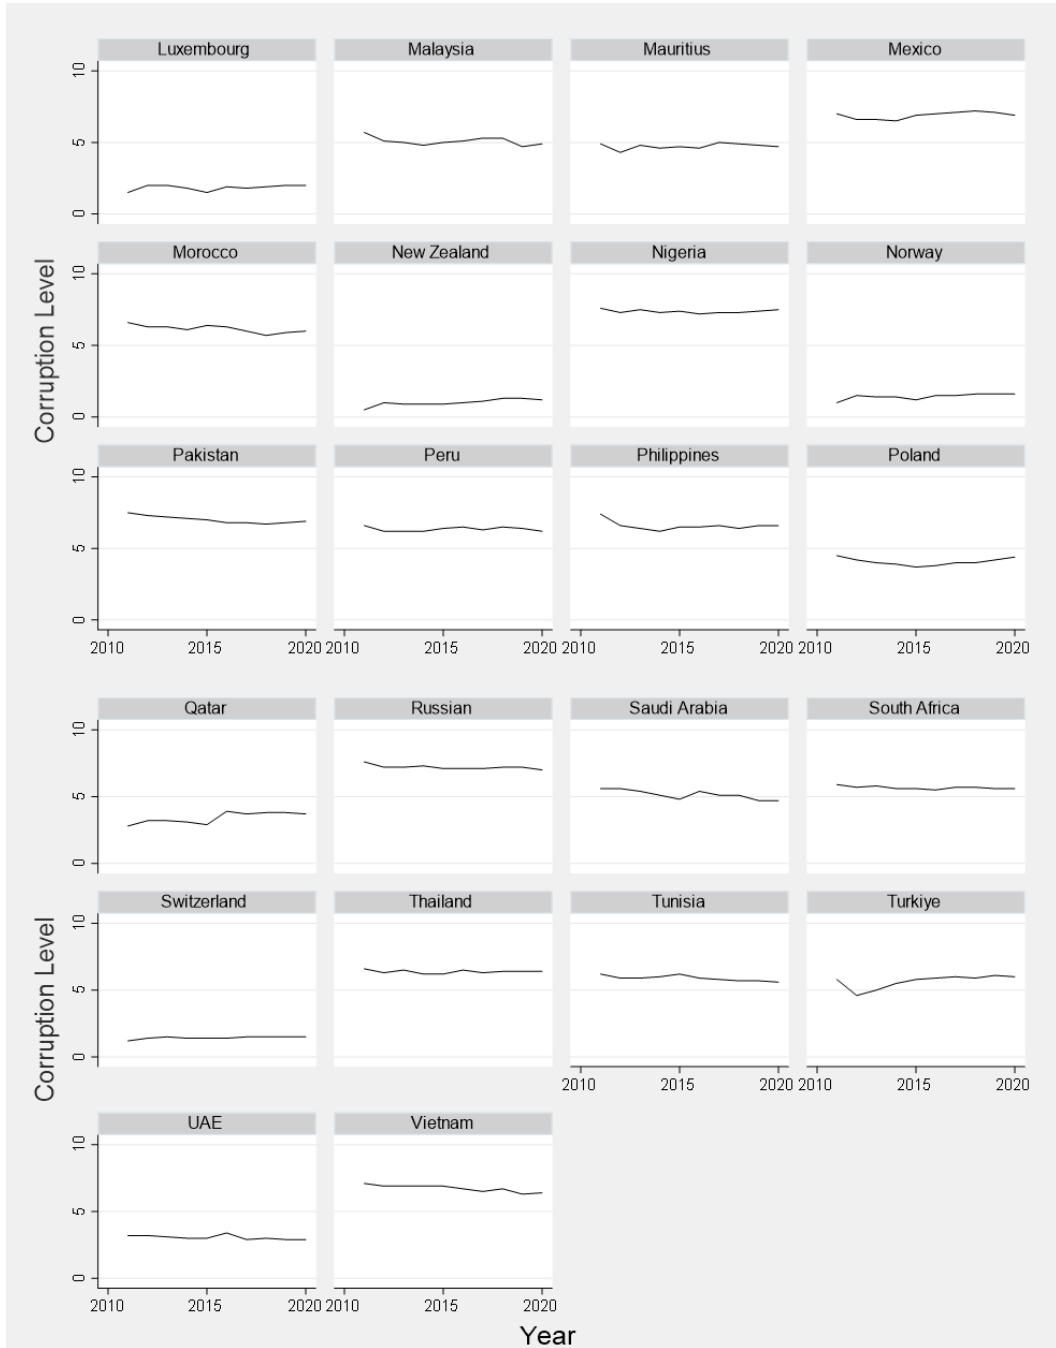 Luxembourg Malaysia Mauritius Mexico
10
5
0
Morocco New Zealand Nigeria Norway
10
5
0
Corruption Level
Pakistan Peru Philippines Poland
10
5
0
2010 2015 2020 2010 2015 2020 2010 2015 2020 2010 2015 2020
Qatar Russian Saudi Arabia South Africa
10
5
0
Switzerland Thailand Tunisia Turkiye
10
5
0
Corruption Level
2010 2015 2020 2010 2015 2020
UAE Vietnam
10
5
0
2010 2015 2020 2010 2015 2020
Year